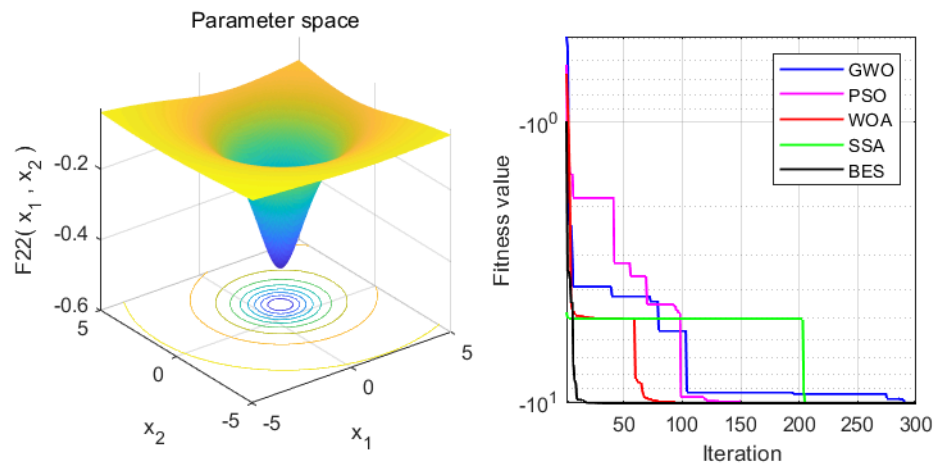 Parameter space
F22( x₁ , x₂ )
-0.2
-0.4
-0.6
5
0
-5
x₂
-5
0
5
x₁
Fitness value
-10⁰
-10¹
GWO
PSO
WOA
SSA
BES
50
100
150
200
250
300
Iteration